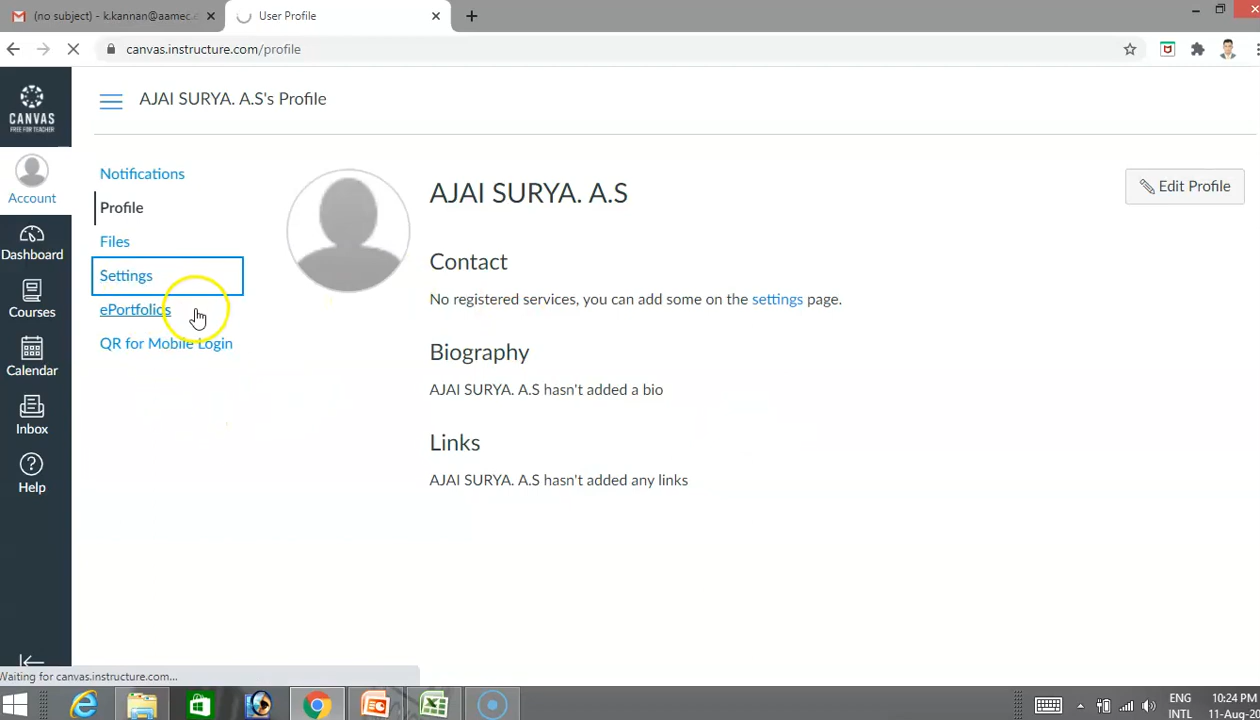 (no subject) - k.kannan@aamec.
User Profile
canvas.instructure.com/profile
CANVAS
FREE FOR TEACHER
AJAI SURYA. A.S's Profile
Account
Dashboard
Courses
Calendar
Inbox
Help
Notifications
Profile
Files
Settings
ePortfolios
QR for Mobile Login
AJAI SURYA. A.S
Edit Profile
Contact
No registered services, you can add some on the settings page.
Biography
AJAI SURYA. A.S hasn't added a bio
Links
AJAI SURYA. A.S hasn't added any links
Waiting for canvas.instructure.com...
ENG
INTL
10:24 PM
11-Aug-20